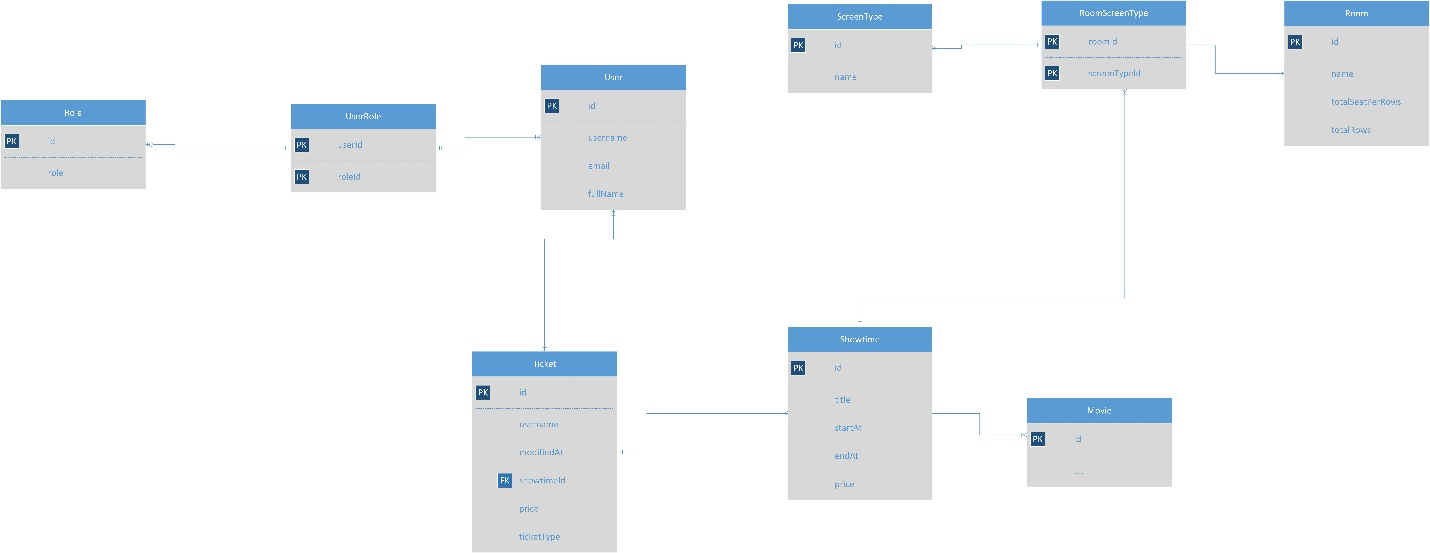 Role
PK id
role
UserRole
PK userId
PK roleId
User
PK id
username
email
fullName
ScreenType
PK id
name
RoomScreenType
PK roomId
PK screenTypeId
Room
PK id
name
totalSeatPerRows
totalRows
Ticket
PK id
username
modifiedAt
FK showtimeId
price
ticketType
Showtime
PK id
title
startAt
endAt
price
Movie
PK id
....